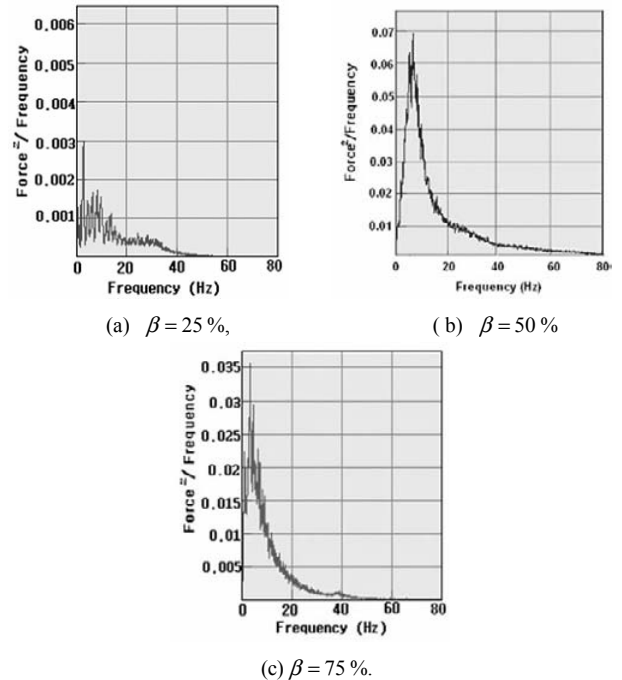 0.006
0.005
0.004
0.003
0.002
0.001
Force²/ Frequency
0 20 40 60 80
Frequency (Hz)
(a) β = 25 %,
0.07
0.06
0.05
0.04
0.03
0.02
0.01
Force²/Frequency
0 20 40 60 80
Frequency (Hz)
( b) β = 50 %
0.035
0.03
0.025
0.02
0.015
0.01
0.005
Force²/ Frequency
0 20 40 60 80
Frequency (Hz)
(c) β = 75 %.